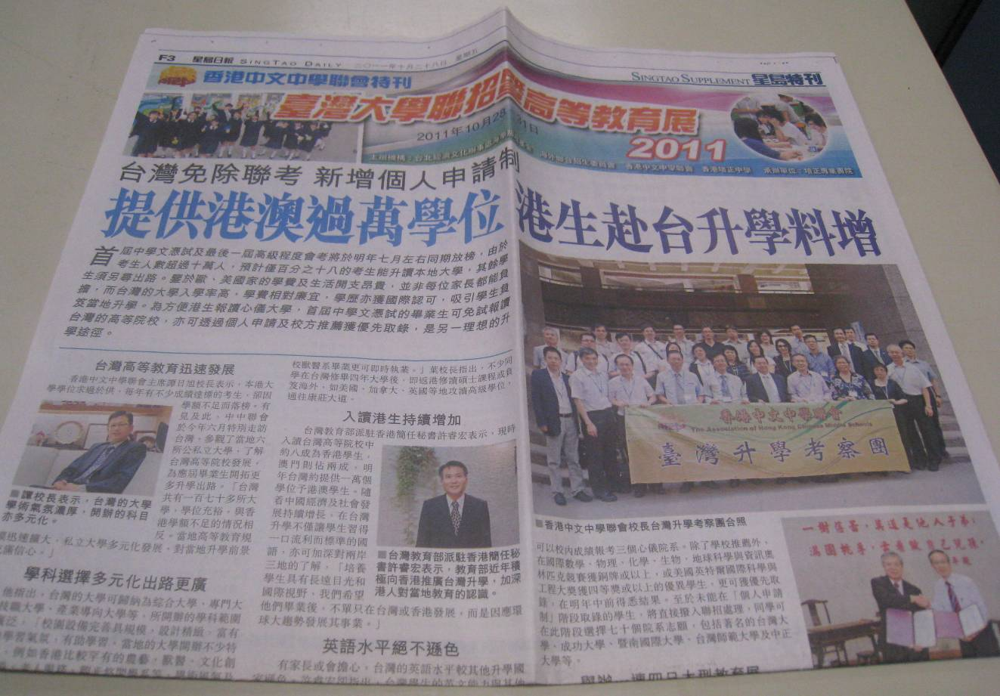 F3 星島日報 SING TAO DAILY 二〇一一年十月二十八日 星期五
SINGTAO SUPPLEMENT 星島特刊
香港中文中學聯會特刊
臺灣大學聯招暨高等教育展
2011
2011年10月28 31日
海外聯合招生委員會 香港中文中學聯會 香港培正中學 承辦單位：培正專業書院
台灣免除聯考 新增個人申請制
提供港澳過萬學位 港生赴台升學料增
首屆中學文憑試及最後一屆高級程度會考將於明年七月左右同期放榜，由於
考生人數超過十萬人，預計僅百分之十八的考生能升讀本地大學，其餘學
生須另尋出路。鑒於歐、美國家的學費及生活開支昂貴，並非每位家長都能負
擔，而台灣的大學入學率高，學費相對廉宜，學歷亦獲國際認可，吸引學生負
笈當地升學。為方便港生報讀心儀大學，首屆中學文憑試的畢業生可免試報讀
台灣的高等院校，亦可透過個人申請及校方推薦獲優先取錄，是另一理想的升
學途徑。
台灣高等教育迅速發展
香港中文中學聯會主席譚日旭校長表示，本港大
學學位求過於供，每年有不少成績達標的考生，卻因
學額不足而落榜。有
見及此，中中聯會
於今年六月特別走訪
台灣，參觀了當地六
所公私立大學，了解
台灣高等院校發展，
為應屆畢業生開拓更
多升學出路。「台灣
共有一百七十多所大
學，學位充裕，與香
港學額不足的情況相
反。當地高等教育規
模迅速擴大，私立大學多元化發展，對當地升學前景
充滿信心。」
■譚校長表示，台灣的大學
學術氣氛濃厚，開辦的科目
亦多元化。
學科選擇多元化出路更廣
他指出，台灣的大學可歸納為綜合大學、專門大
技職大學、產業導向大學等，所開辦的學科範圍
廣泛，「校園設備完善具規模，設計精緻，富有
學習氣氛，有助學習。當地的大學開辦不少特
，例如香港比較罕有的農藝、獸醫、文化創
校獸醫系畢業更可即時執業。」葉校長指出，不少同
學在台灣修畢四年大學後，即返港修讀碩士課程或負
笈海外，如美國、加拿大、英國等地攻讀高級學位，
通往康莊大道。
入讀港生持續增加
台灣教育部派駐香港簡任秘書許睿宏表示，現時
入讀台灣高等院校中
約八成為香港學生，
澳門則佔兩成，明
年台灣約提供一萬個
學位予港澳學生。隨
着中國經濟及社會發
展持續增長，在台灣
升學不僅讓學生習得
一口流利而標準的國
語，亦可加深對兩岸
三地的了解，「培養
學生具有長遠目光和
國際視野，我們希望
他們畢業後，不單只在台灣或香港發展，而是因應環
球大趨勢發展其事業。」
■台灣教育部派駐香港簡任秘
書許睿宏表示，教育部近年積
極向香港推廣台灣升學，加深
港人對當地教育的認識。
英語水平絕不遜色
有家長或會擔心，台灣的英語水平較其他升學國
香港中文中學聯會
The Association of Hong Kong Chinese Middle Schools
臺灣升學考察團
■香港中文中學聯會校長台灣升學考察團合照
可以校內成績報考三個心儀院系。除了學校推薦外，
在國際數學、物理、化學、生物、地球科學與資訊奧
林匹克競賽獲銅牌或以上，或美國英特爾國際科學與
工程大獎獲四等獎或以上的優異學生，更可獲優先取
錄，在明年中前得悉結果。至於未能在「個人申請
制」階段取錄的學生，將直接撥入聯招處理，同學可
在此階段選擇七十個院系志願，包括著名的台灣大
學、成功大學、暨南國際大學、台灣師範大學及中正
大學等。